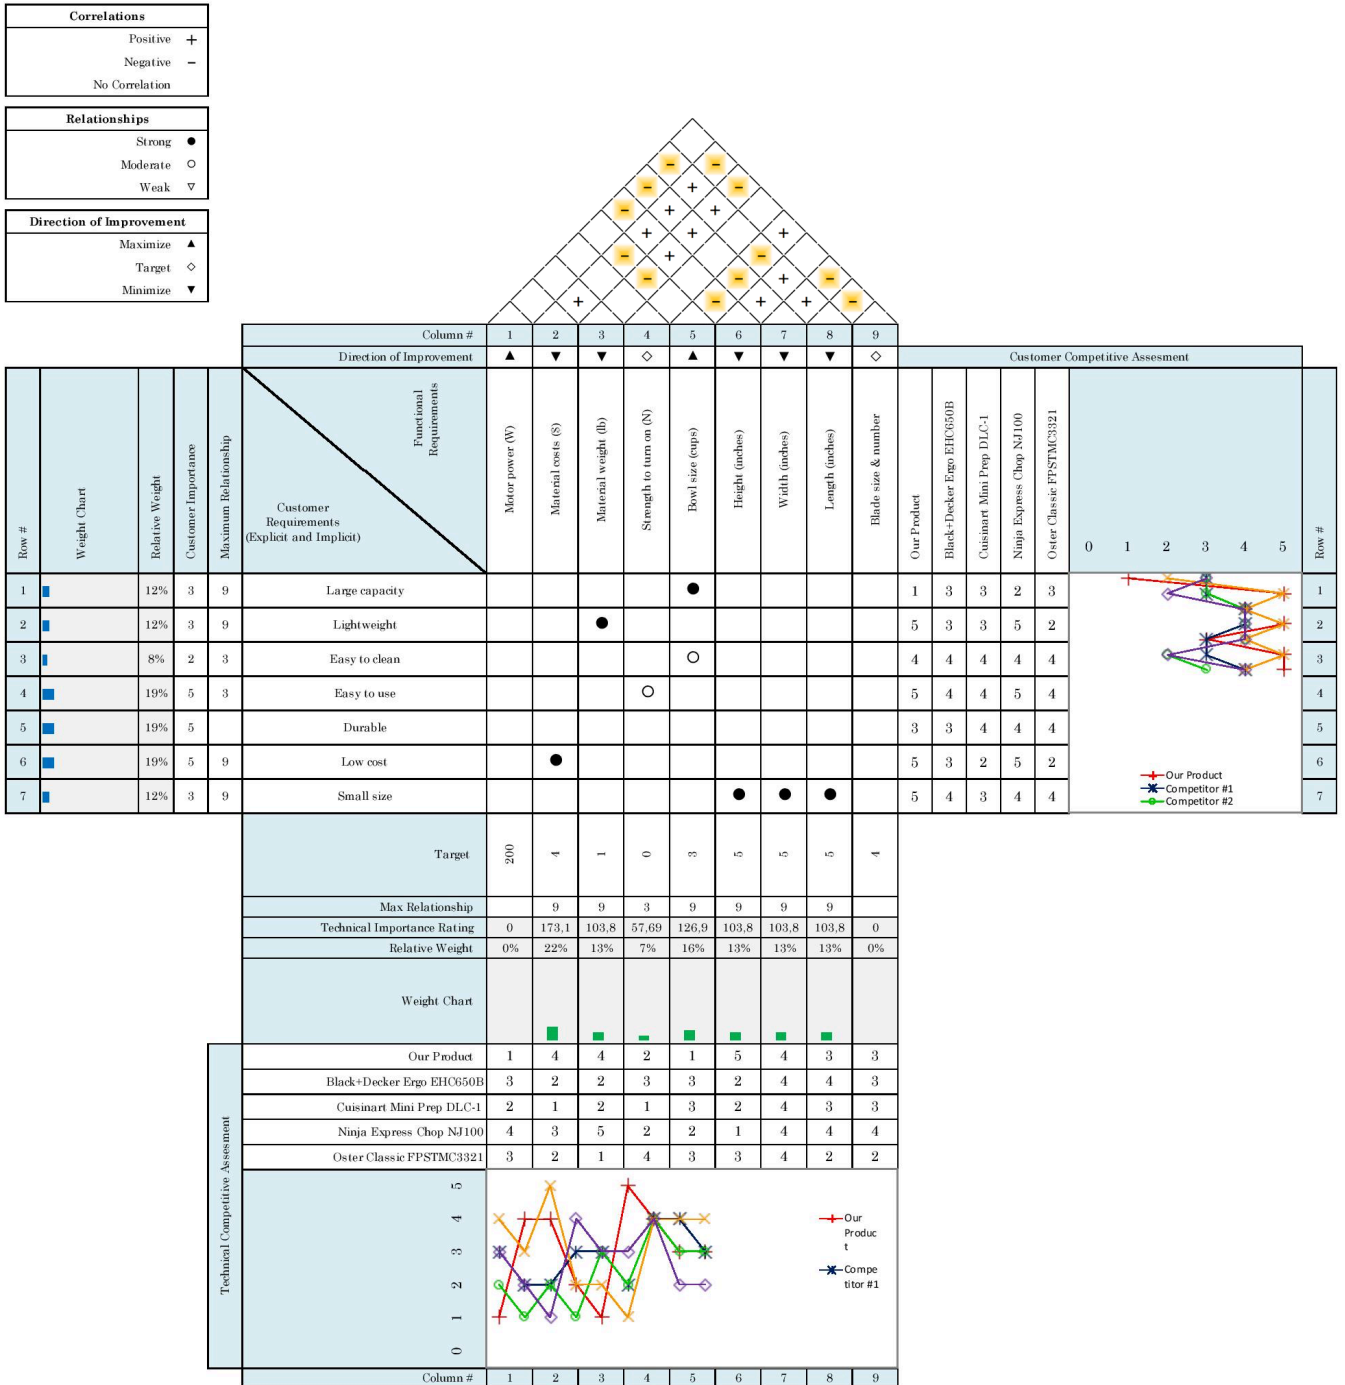 Correlations
Positive +
Negative −
No Correlation
Relationships
Strong ●
Moderate ○
Weak ▽
Direction of Improvement
Maximize ▲
Target ◇
Minimize ▼
Column # 1 2 3 4 5 6 7 8 9
Direction of Improvement ▲ ▼ ▼ ◇ ▲ ▼ ▼ ▼ ◇
Customer Competitive Assesment
Row #
Weight Chart
Relative Weight
Customer Importance
Maximum Relationship
Customer
Requirements
(Explicit and Implicit)
Functional
Requirements
Motor power (W)
Material costs ($)
Material weight (lb)
Strength to turn on (N)
Bowl size (cups)
Height (inches)
Width (inches)
Length (inches)
Blade size & number
Our Product
Black+Decker Ergo EHC650B
Cuisinart Mini Prep DLC-1
Ninja Express Chop NJ100
Oster Classic FPSTMC3321
0 1 2 3 4 5
Row #
1 12% 3 9 Large capacity ● 1 3 3 2 3 1
2 12% 3 9 Lightweight ● 5 3 3 5 2 2
3 8% 2 3 Easy to clean ○ 4 4 4 4 4 3
4 19% 5 3 Easy to use ○ 5 4 4 5 4 4
5 19% 5 Durable 3 3 4 4 4 5
6 19% 5 9 Low cost ● 5 3 2 5 2 6
7 12% 3 9 Small size ● ● ● 5 4 3 4 4 7
Our Product
Competitor #1
Competitor #2
Target 200 4 1 0 3 5 5 5 4
Max Relationship 9 9 3 9 9 9 9
Technical Importance Rating 0 173,1 103,8 57,69 126,9 103,8 103,8 103,8 0
Relative Weight 0% 22% 13% 7% 16% 13% 13% 13% 0%
Weight Chart
Technical Competitive Assesment
Our Product 1 4 4 2 1 5 4 3 3
Black+Decker Ergo EHC650B 3 2 2 3 3 2 4 4 3
Cuisinart Mini Prep DLC-1 2 1 2 1 3 2 4 3 3
Ninja Express Chop NJ100 4 3 5 2 2 1 4 4 4
Oster Classic FPSTMC3321 3 2 1 4 3 3 4 2 2
5
4
3
2
1
0
Our
Produc
t
Compe
titor #1
Column # 1 2 3 4 5 6 7 8 9